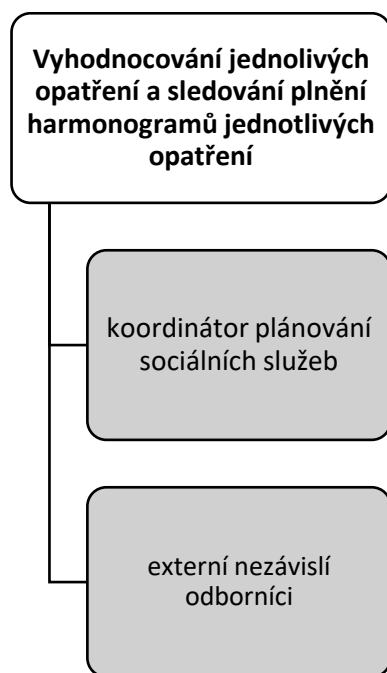 Vyhodnocování jednolivých
opatření a sledování plnění
harmonogramů jednotlivých
opatření
koordinátor plánování
sociálních služeb
externí nezávislí
odborníci